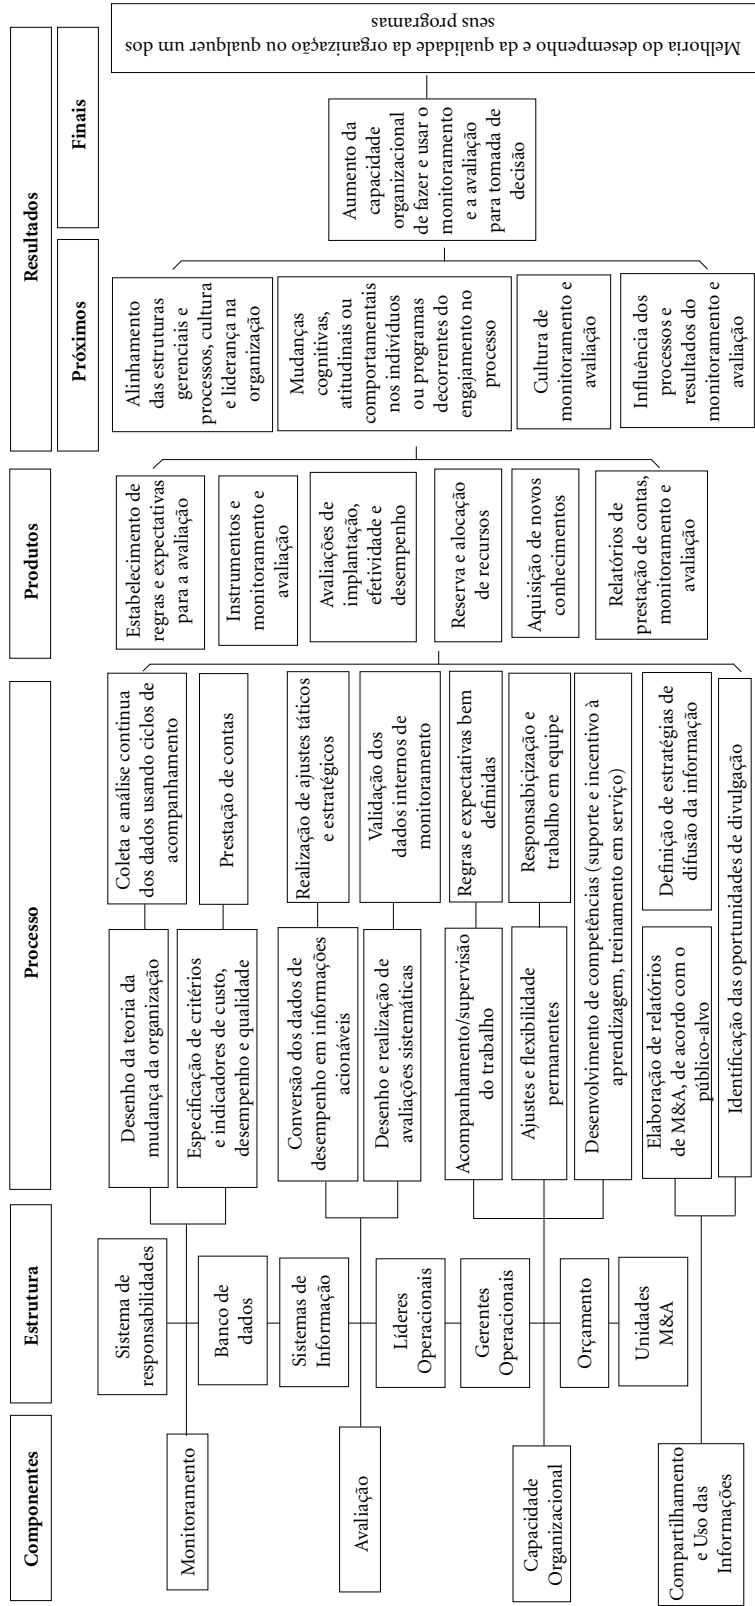 Componentes
Estrutura
Processo
Produtos
Resultados
Próximos
Finais
Monitoramento
Avaliação
Capacidade
Organizacional
Compartilhamento
e Uso das
Informações
Sistema de
responsabilidades
Banco de
dados
Sistemas de
Informação
Líderes
Operacionais
Gerentes
Operacionais
Orçamento
Unidades
M&A
Desenho da teoria da
mudança da organização
Especificação de critérios
e indicadores de custo,
desempenho e qualidade
Conversão dos dados de
desempenho em informações
acionáveis
Desenho e realização de
avaliações sistemáticas
Acompanhamento/supervisão
do trabalho
Ajustes e flexibilidade
permanentes
Desenvolvimento de competências (suporte e incentivo à
aprendizagem, treinamento em serviço)
Elaboração de relatórios
de M&A, de acordo com o
público-alvo
Identificação das oportunidades de divulgação
Coleta e análise continua
dos dados usando ciclos de
acompanhamento
Prestação de contas
Realização de ajustes táticos
e estratégicos
Validação dos
dados internos de
monitoramento
Regras e expectativas bem
definidas
Responsabiçização e
trabalho em equipe
Definição de estratégias de
difusão da informação
Estabelecimento de
regras e expectativas
para a avaliação
Instrumentos e
monitoramento e
avaliação
Avaliações de
implantação,
efetividade e
desempenho
Reserva e alocação
de recursos
Aquisição de novos
conhecimentos
Relatórios de
prestação de contas,
monitoramento e
avaliação
Alinhamento
das estruturas
gerenciais e
processos, cultura
e liderança na
organização
Mudanças
cognitivas,
atitudinais ou
comportamentais
nos indivíduos
ou programas
decorrentes do
engajamento no
processo
Cultura de
monitoramento e
avaliação
Influência dos
processos e
resultados do
monitoramento e
avaliação
Aumento da
capacidade
organizacional
de fazer e usar o
monitoramento
e a avaliação
para tomada de
decisão
Melhoria do desempenho e da qualidade da organização ou qualquer um dos
seus programas